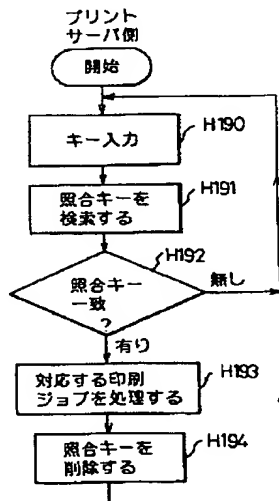 プリント
サーバ側
開始
キー入力
H190
照合キーを
検索する
H191
照合キー
一致
?
H192
無し
有り
対応する印刷
ジョブを処理する
H193
照合キーを
削除する
H194